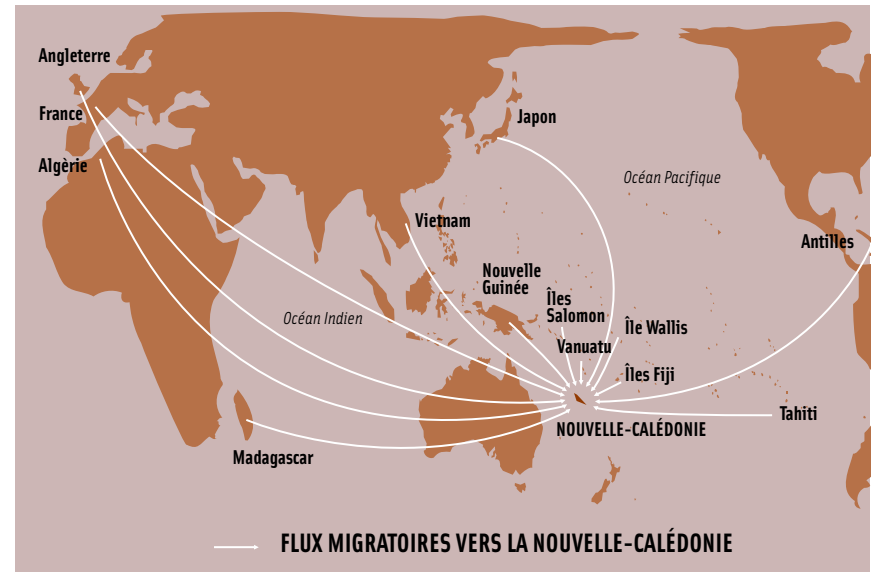 Angleterre
France
Algèrie
Japon
Océan Pacifique
Vietnam
Antilles
Nouvelle
Guinée
Îles
Salomon
Océan Indien
Île Wallis
Vanuatu
Îles Fiji
Tahiti
NOUVELLE-CALÉDONIE
Madagascar
FLUX MIGRATOIRES VERS LA NOUVELLE-CALÉDONIE